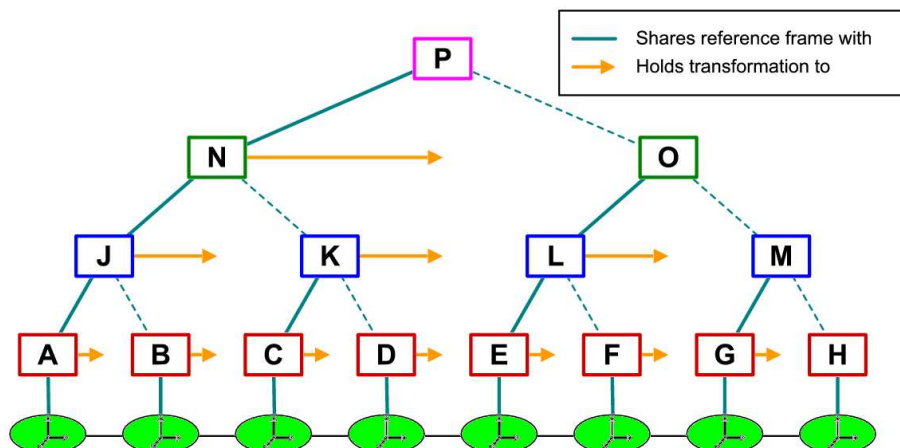 Shares reference frame with
Holds transformation to
P
N
O
J
K
L
M
A
B
C
D
E
F
G
H